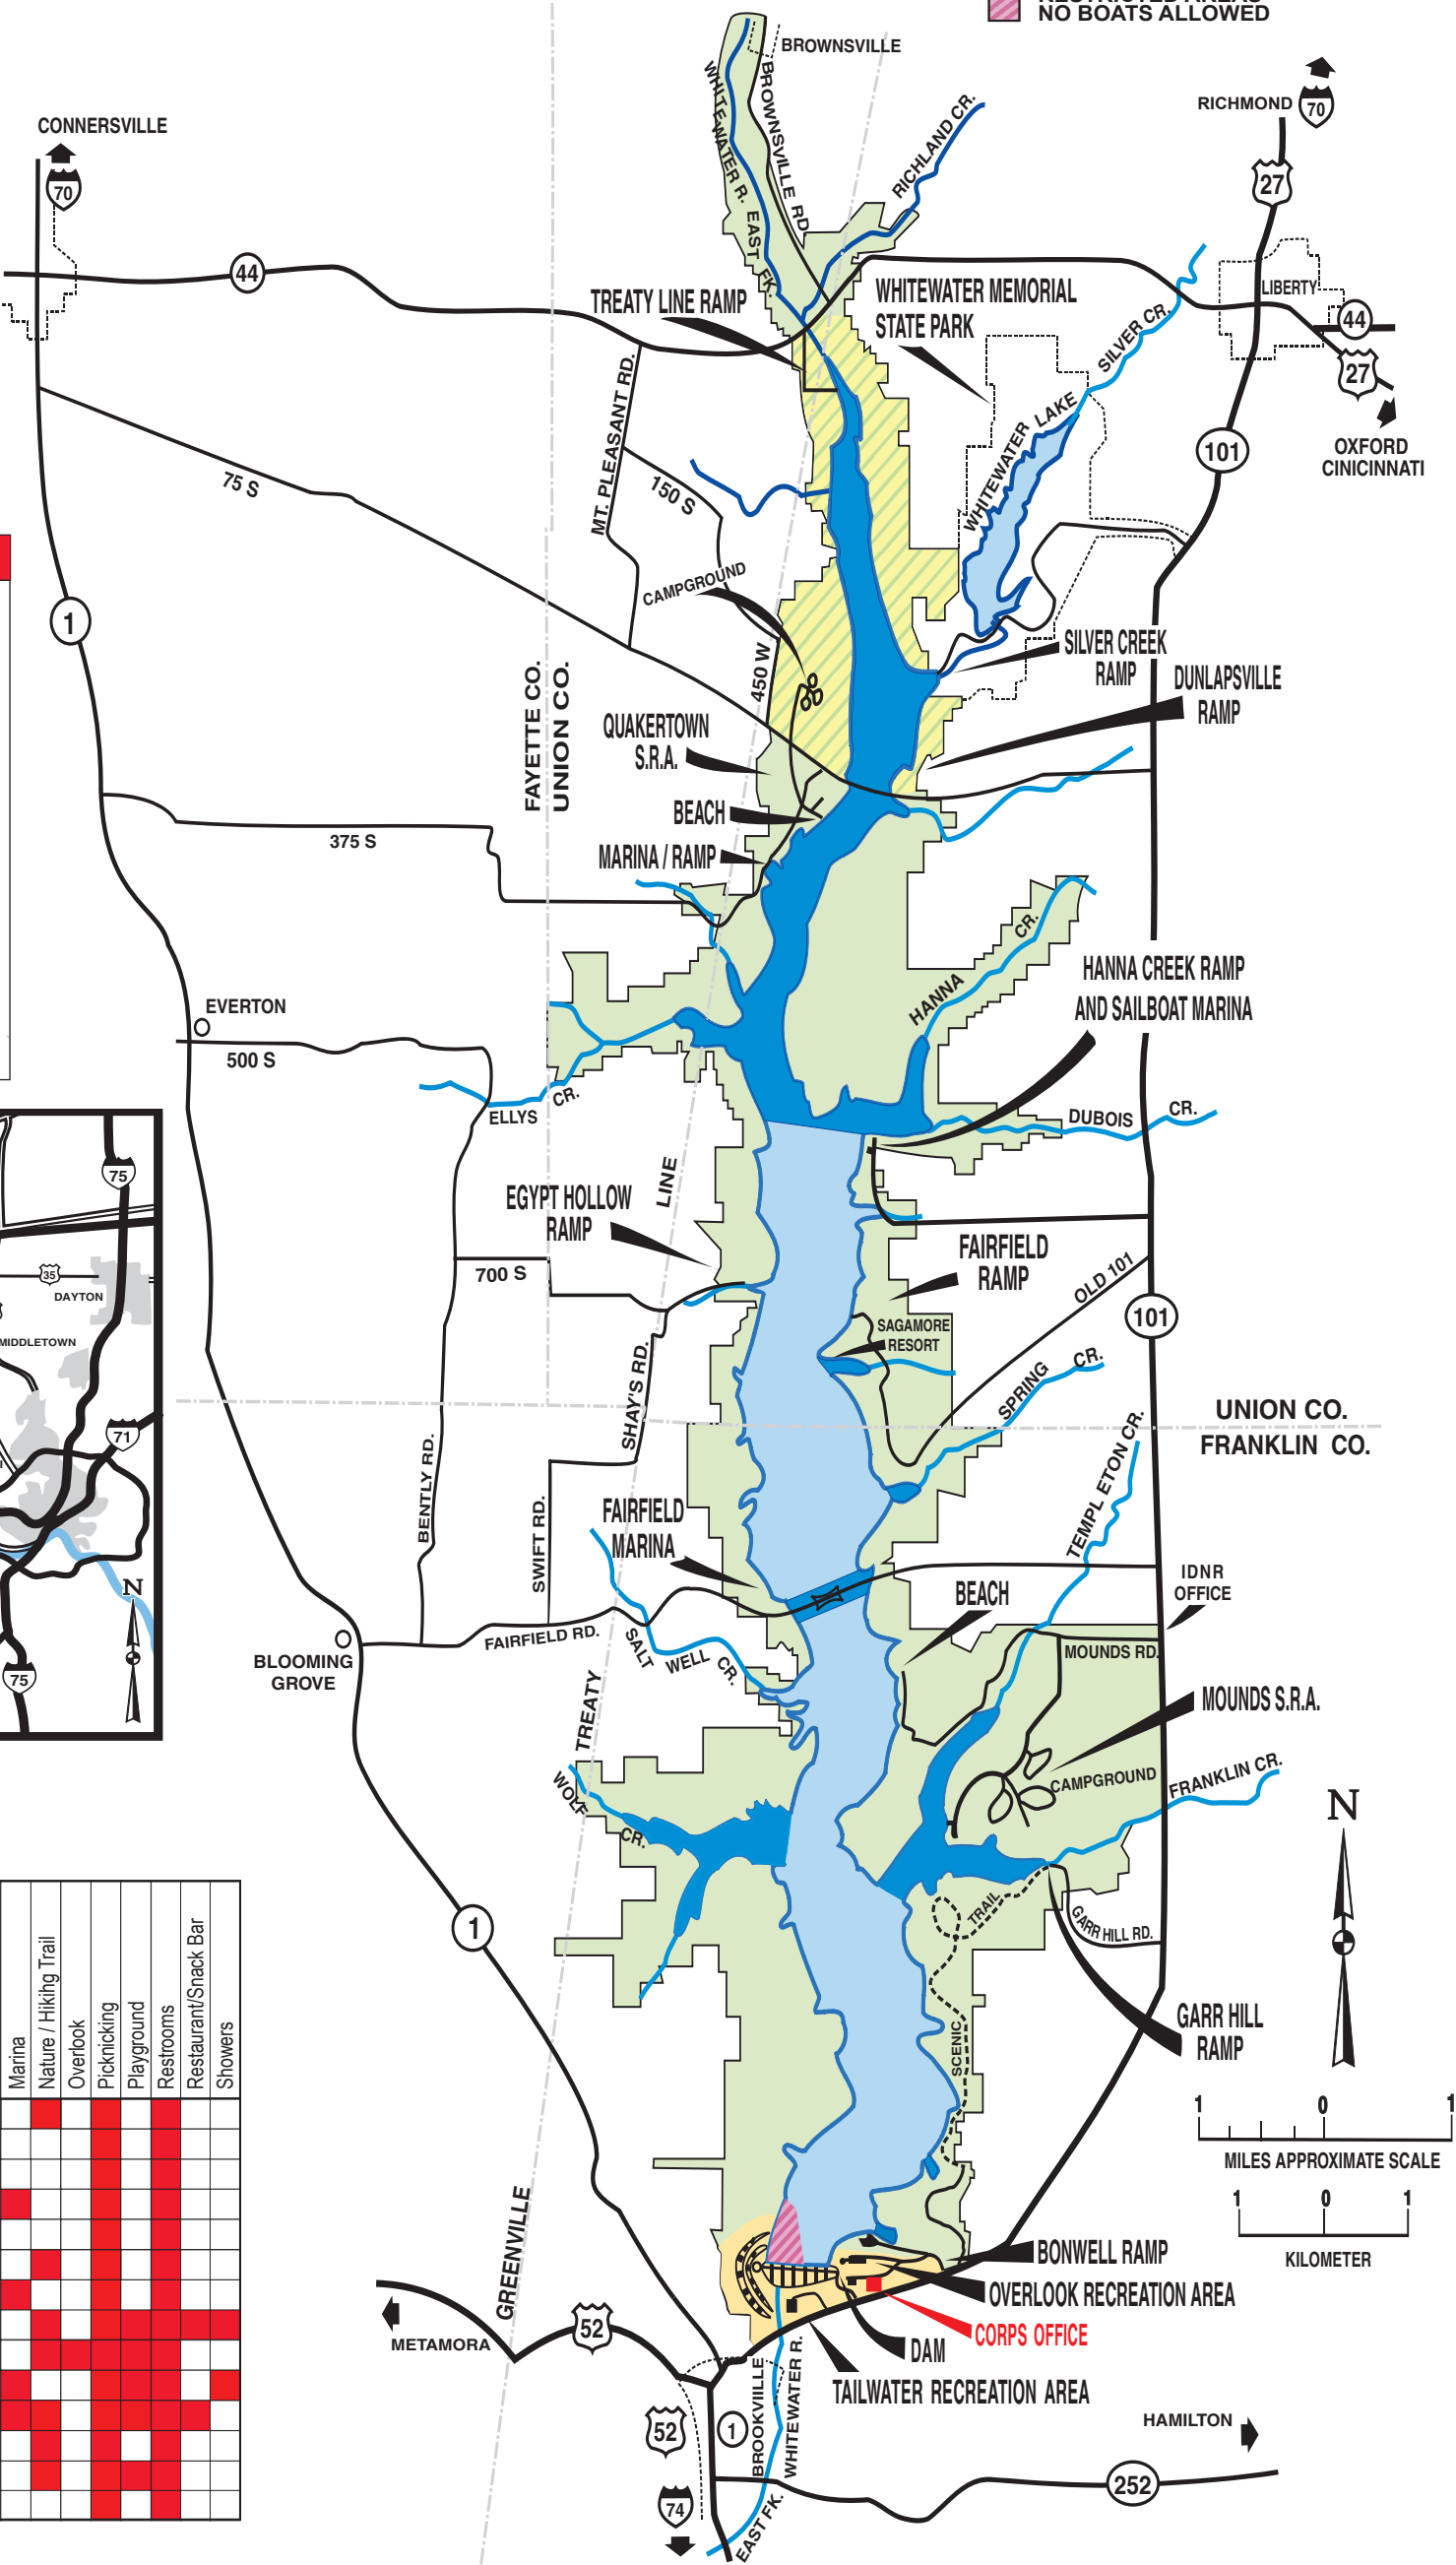 NO BOATS ALLOWED
BROWNSVILLE
RICHMOND
70
CONNERSVILLE
70
27
WHITE WATER R. EAST FK.
BROWNSVILLE RD
RICHLAND CR.
44
TREATY LINE RAMP
WHITEWATER MEMORIAL
STATE PARK
SILVER CR.
LIBERTY
44
27
OXFORD
CINICINNATI
101
MT. PLEASANT RD.
75 S
150 S
WHITEWATER LAKE
CAMPGROUND
1
450 W
SILVER CREEK
RAMP
DUNLAPSVILLE
RAMP
FAYETTE CO.
UNION CO.
QUAKERTOWN
S.R.A.
BEACH
375 S
MARINA / RAMP
HANNA CR.
HANNA CREEK RAMP
AND SAILBOAT MARINA
EVERTON
500 S
ELLYS CR.
DUBOIS CR.
75
LINE
EGYPT HOLLOW
RAMP
700 S
FAIRFIELD
RAMP
OLD 101
35
DAYTON
101
MIDDLETOWN
SAGAMORE
RESORT
SHAY'S RD.
SPRING CR.
71
UNION CO.
FRANKLIN CO.
BENTLY RD.
SWIFT RD.
TEMPL ETON CR.
FAIRFIELD
MARINA
N
IDNR
OFFICE
BEACH
FAIRFIELD RD.
SALT WELL CR.
MOUNDS RD.
BLOOMING
GROVE
75
TREATY
MOUNDS S.R.A.
WOLF CR.
CAMPGROUND
FRANKLIN CR.
N
1
TRAIL
GARR HILL RD.
GARR HILL
RAMP
SCENIC
Marina
Nature / Hikihg Trail
Overlook
Picknicking
Playground
Restrooms
Restaurant/Snack Bar
Showers
1 0 1
MILES APPROXIMATE SCALE
1 0 1
KILOMETER
GREENVILLE
BONWELL RAMP
OVERLOOK RECREATION AREA
CORPS OFFICE
DAM
TAILWATER RECREATION AREA
METAMORA
52
52
1
BROOKVIILLE
WHITEWATER R.
HAMILTON
252
74
EAST FK.